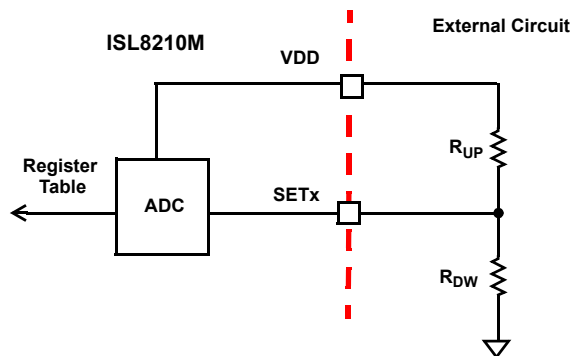 ISL8210M
External Circuit
VDD
RUP
Register
Table
ADC
SETx
RDW